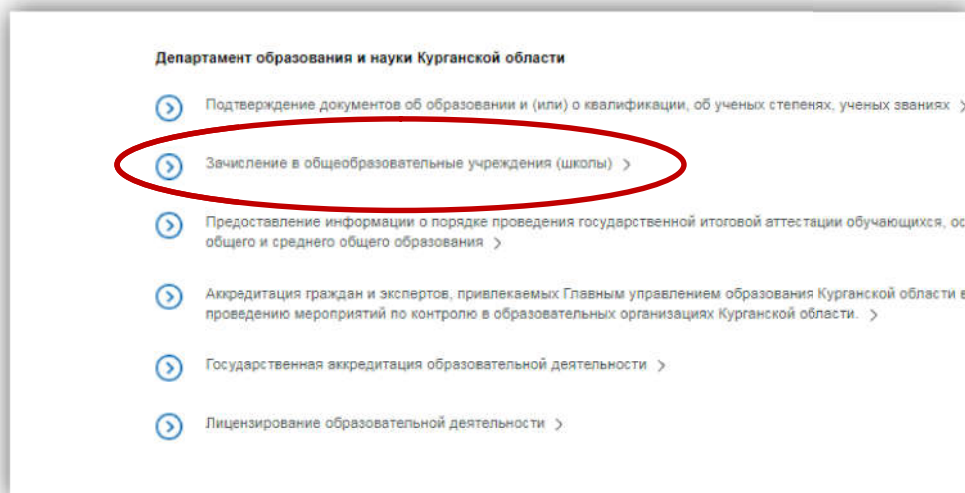 Департамент образования и науки Курганской области
Подтверждение документов об образовании и (или) о квалификации, об ученых степенях, ученых званиях >
Зачисление в общеобразовательные учреждения (школы) >
Предоставление информации о порядке проведения государственной итоговой аттестации обучающихся, ос
общего и среднего общего образования >
Аккредитация граждан и экспертов, привлекаемых Главным управлением образования Курганской области в
проведению мероприятий по контролю в образовательных организациях Курганской области. >
Государственная аккредитация образовательной деятельности >
Лицензирование образовательной деятельности >